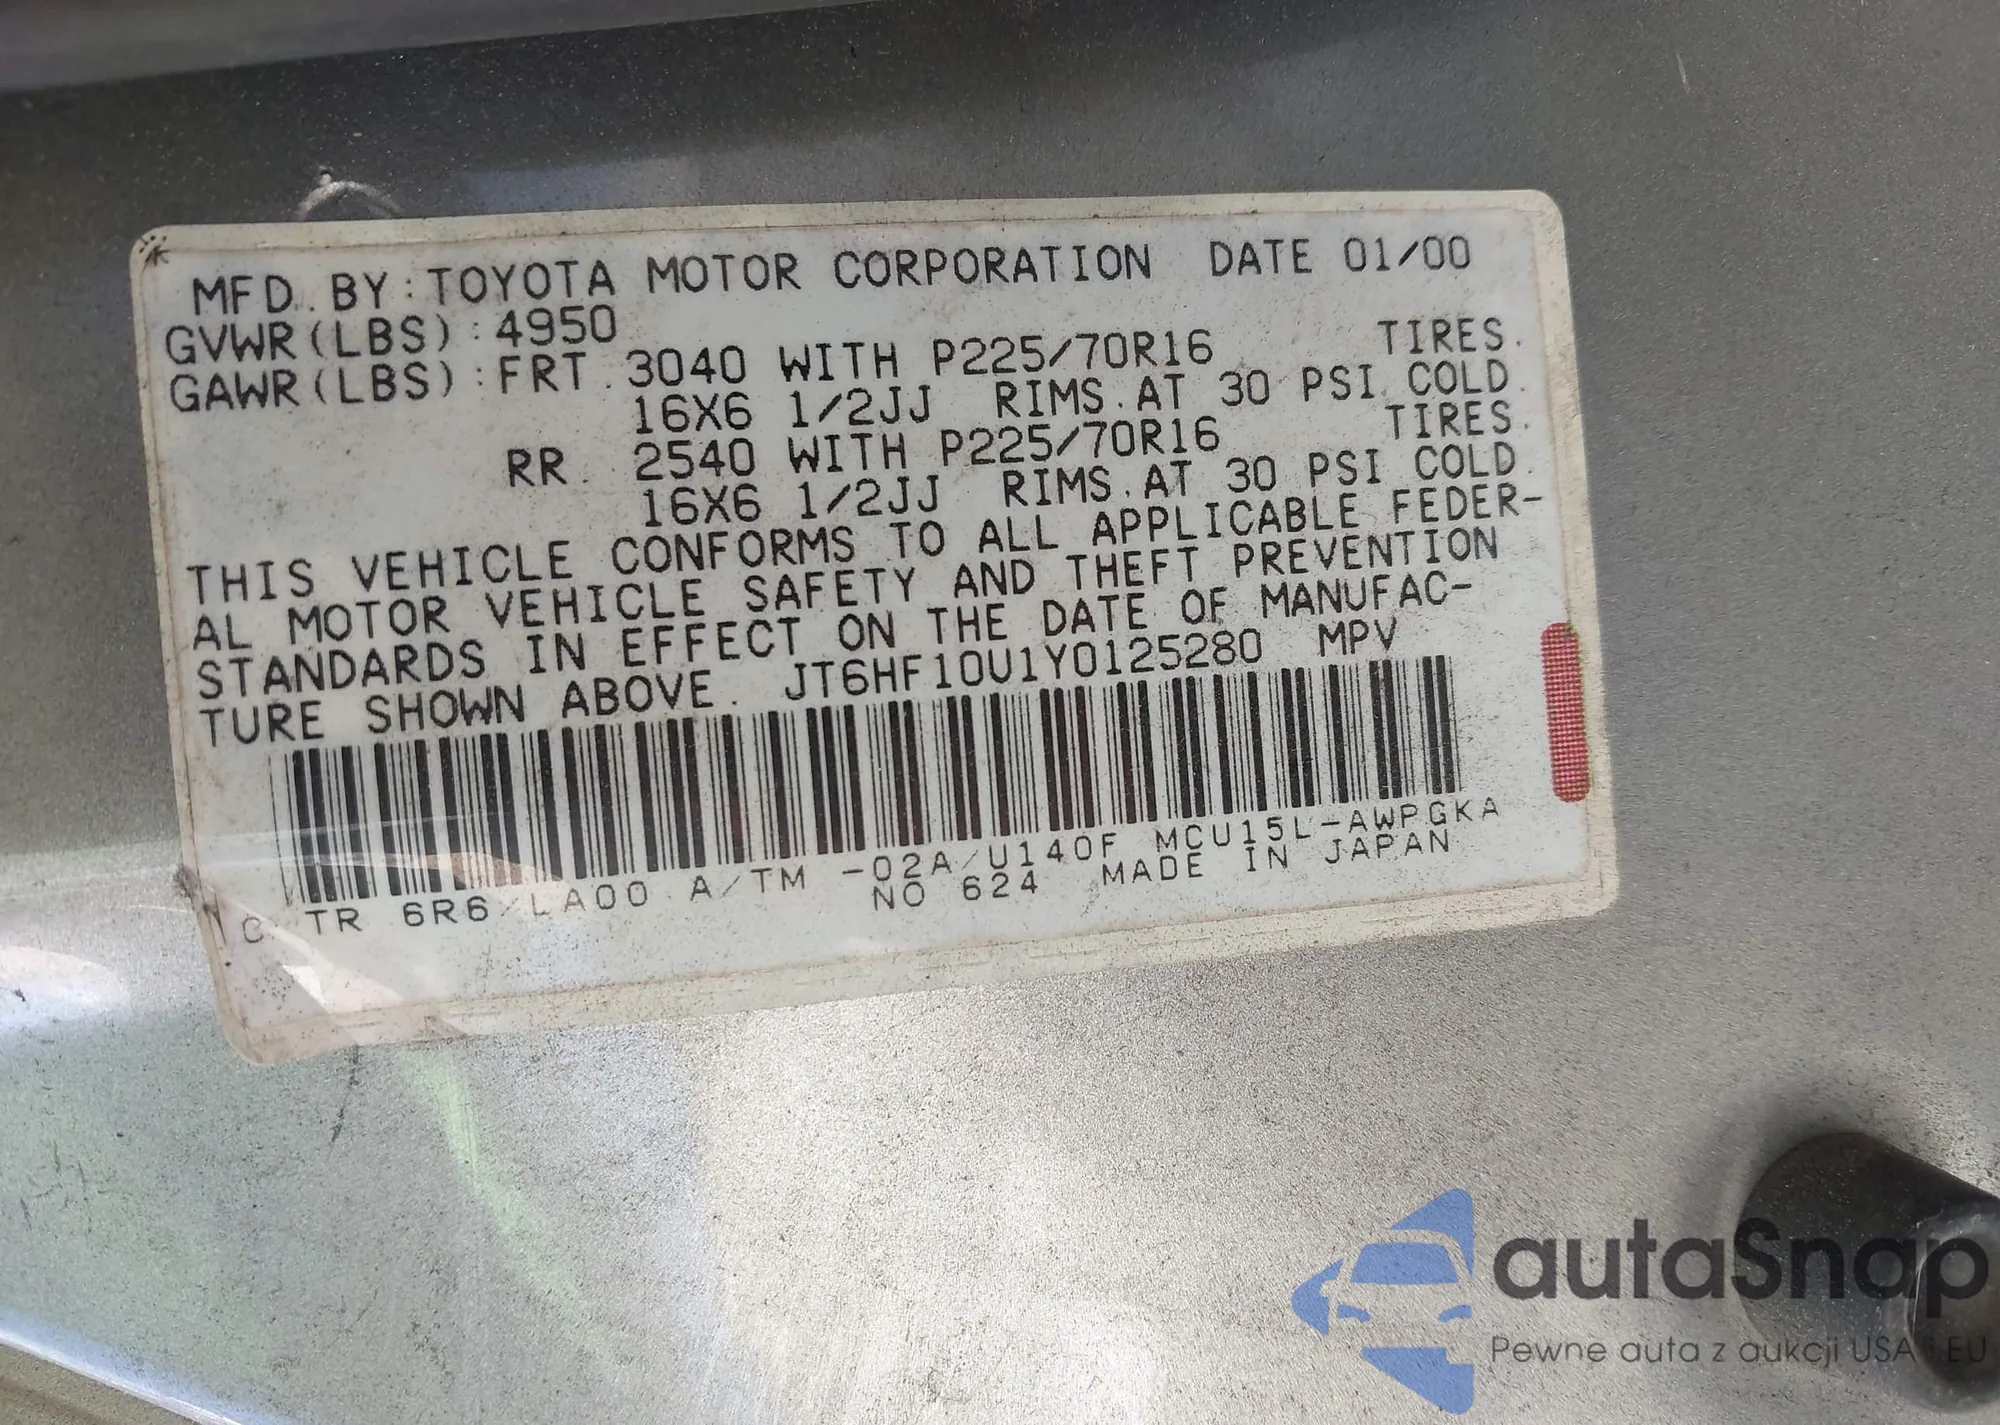 MFD. BY:TOYOTA MOTOR CORPORATION DATE 01/00
GVWR(LBS):4950
GAWR(LBS):FRT. 3040 WITH P225/70R16 TIRES.
16X6 1/2JJ RIMS.AT 30 PSI COLD.
RR. 2540 WITH P225/70R16 TIRES.
16X6 1/2JJ RIMS.AT 30 PSI COLD.
THIS VEHICLE CONFORMS TO ALL APPLICABLE FEDER-
AL MOTOR VEHICLE SAFETY AND THEFT PREVENTION
STANDARDS IN EFFECT ON THE DATE OF MANUFAC-
TURE SHOWN ABOVE. JT6HF10U1Y0125280 MPV
C/TR 6R6/LA00 A/TM -02A/U140F MCU15L-AWPGKA
NO 624 MADE IN JAPAN
autaSnap
Pewne auta z aukcji USA i EU